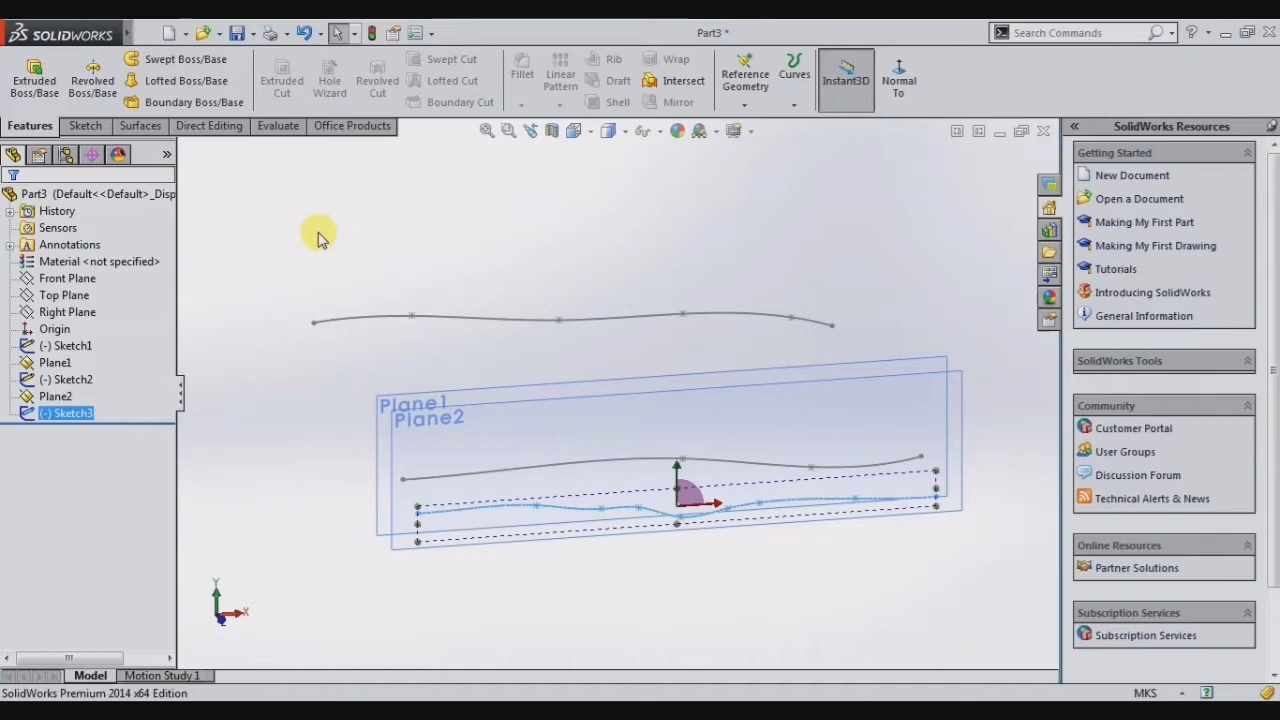 SOLIDWORKS
Part3 *
Search Commands
Extruded Boss/Base
Revolved Boss/Base
Swept Boss/Base
Lofted Boss/Base
Boundary Boss/Base
Extruded Cut
Hole Wizard
Revolved Cut
Swept Cut
Lofted Cut
Boundary Cut
Fillet
Linear Pattern
Rib
Draft
Shell
Wrap
Intersect
Mirror
Reference Geometry
Curves
Instant3D
Normal To
Features
Sketch
Surfaces
Direct Editing
Evaluate
Office Products
Part3 (Default<<Default>_Disp
History
Sensors
Annotations
Material <not specified>
Front Plane
Top Plane
Right Plane
Origin
(-) Sketch1
Plane1
(-) Sketch2
Plane2
(-) Sketch3
Plane1
Plane2
Y
X
Z
SolidWorks Resources
Getting Started
New Document
Open a Document
Making My First Part
Making My First Drawing
Tutorials
Introducing SolidWorks
General Information
SolidWorks Tools
Community
Customer Portal
User Groups
Discussion Forum
Technical Alerts & News
Online Resources
Partner Solutions
Subscription Services
Subscription Services
Model
Motion Study 1
SolidWorks Premium 2014 x64 Edition
MKS